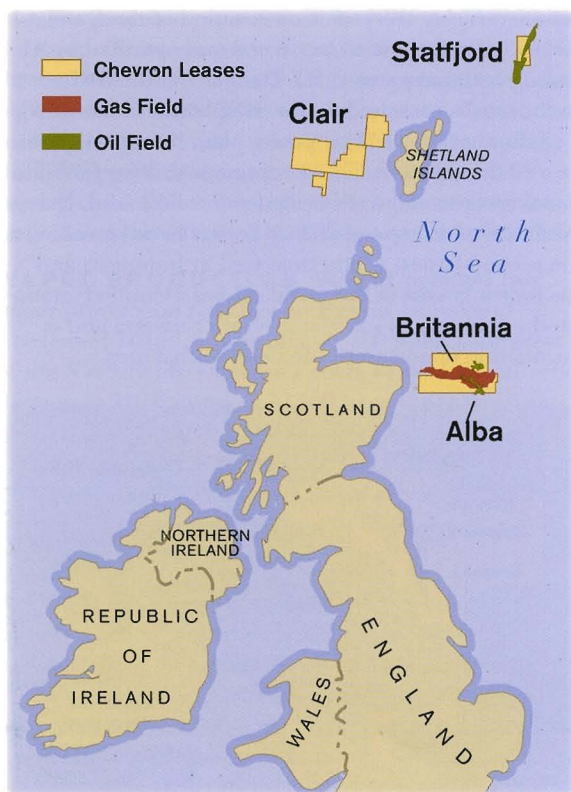 Statfjord
Chevron Leases
Gas Field
Oil Field
Clair
SHETLAND
ISLANDS
North
Sea
Britannia
Alba
SCOTLAND
NORTHERN
IRELAND
REPUBLIC
OF
IRELAND
WALES
ENGLAND